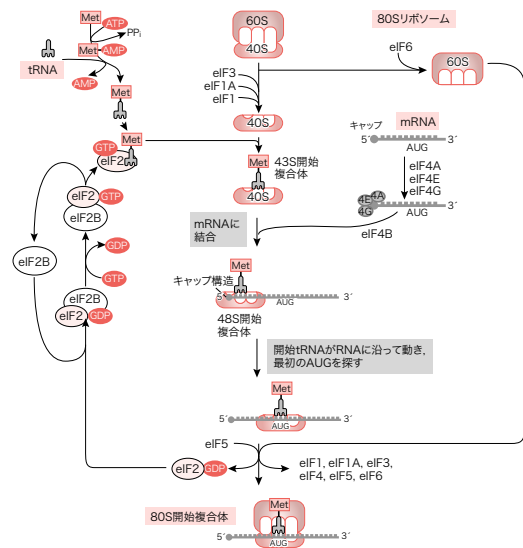 Met
ATP
PPi
Met
AMP
tRNA
AMP
Met
Met
GTP
eIF2
eIF2
GTP
eIF2B
eIF2B
GDP
GTP
eIF2B
eIF2
GDP
60S
40S
80Sリボソーム
eIF6
60S
eIF3
eIF1A
eIF1
40S
mRNA
キャップ
5´
3´
AUG
Met
43S開始
複合体
40S
eIF4A
eIF4E
eIF4G
4E
4A
4G
3´
AUG
eIF4B
mRNAに
結合
Met
キャップ構造
5´
3´
AUG
48S開始
複合体
開始tRNAがRNAに沿って動き,
最初のAUGを探す
Met
5´
3´
AUG
eIF5
eIF2
GDP
eIF1, eIF1A, eIF3,
eIF4, eIF5, eIF6
80S開始複合体
Met
5´
3´
AUG